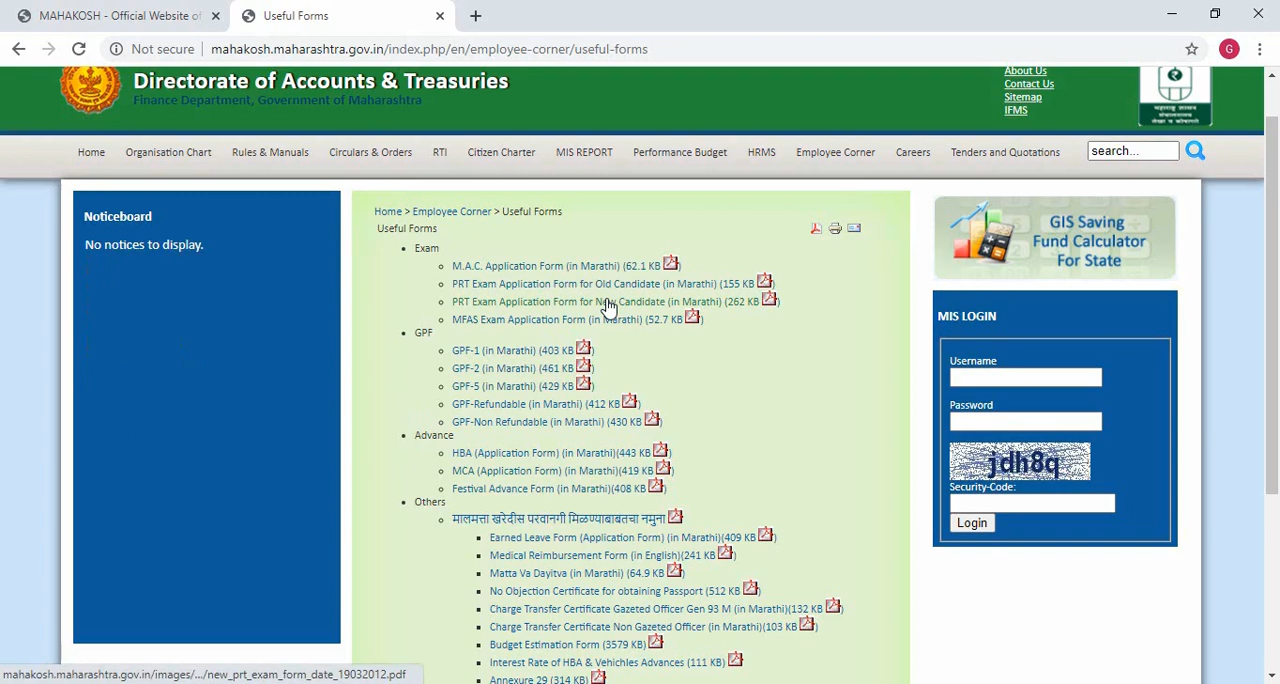 MAHAKOSH - Official Website of
Useful Forms
Not secure
mahakosh.maharashtra.gov.in/index.php/en/employee-corner/useful-forms
G
Directorate of Accounts & Treasuries
Finance Department, Government of Maharashtra
About Us
Contact Us
Sitemap
IFMS
Home
Organisation Chart
Rules & Manuals
Circulars & Orders
RTI
Citizen Charter
MIS REPORT
Performance Budget
HRMS
Employee Corner
Careers
Tenders and Quotations
search...
Noticeboard
No notices to display.
Home > Employee Corner > Useful Forms
Useful Forms
Exam
M.A.C. Application Form (in Marathi) (62.1 KB )
PRT Exam Application Form for Old Candidate (in Marathi) (155 KB )
PRT Exam Application Form for New Candidate (in Marathi) (262 KB )
MFAS Exam Application Form (in Marathi) (52.7 KB )
GPF
GPF-1 (in Marathi) (403 KB )
GPF-2 (in Marathi) (461 KB )
GPF-5 (in Marathi) (429 KB )
GPF-Refundable (in Marathi) (412 KB )
GPF-Non Refundable (in Marathi) (430 KB )
Advance
HBA (Application Form) (in Marathi)(443 KB )
MCA (Application Form) (in Marathi)(419 KB )
Festival Advance Form (in Marathi)(408 KB )
Others
मालमत्ता खरेदीस परवानगी मिळण्याबाबतचा नमुना
Earned Leave Form (Application Form) (in Marathi)(409 KB )
Medical Reimbursement Form (in English)(241 KB )
Matta Va Dayitva (in Marathi) (64.9 KB )
No Objection Certificate for obtaining Passport (512 KB )
Charge Transfer Certificate Gazeted Officer Gen 93 M (in Marathi)(132 KB )
Charge Transfer Certificate Non Gazeted Officer (in Marathi)(103 KB )
Budget Estimation Form (3579 KB)
Interest Rate of HBA & Vehichles Advances (111 KB)
Annexure 29 (314 KB)
GIS Saving
Fund Calculator
For State
MIS LOGIN
Username
Password
jdh8q
Security-Code:
Login
mahakosh.maharashtra.gov.in/images/.../new_prt_exam_form_date_19032012.pdf